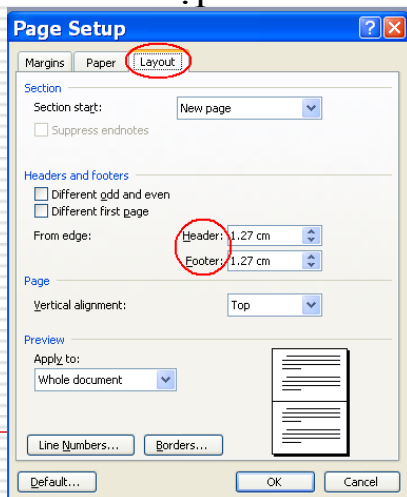 Page Setup
Margins Paper Layout
Section
Section start: New page
Suppress endnotes
Headers and footers
Different odd and even
Different first page
From edge: Header: 1.27 cm
Footer: 1.27 cm
Page
Vertical alignment: Top
Preview
Apply to:
Whole document
Line Numbers... Borders...
Default... OK Cancel